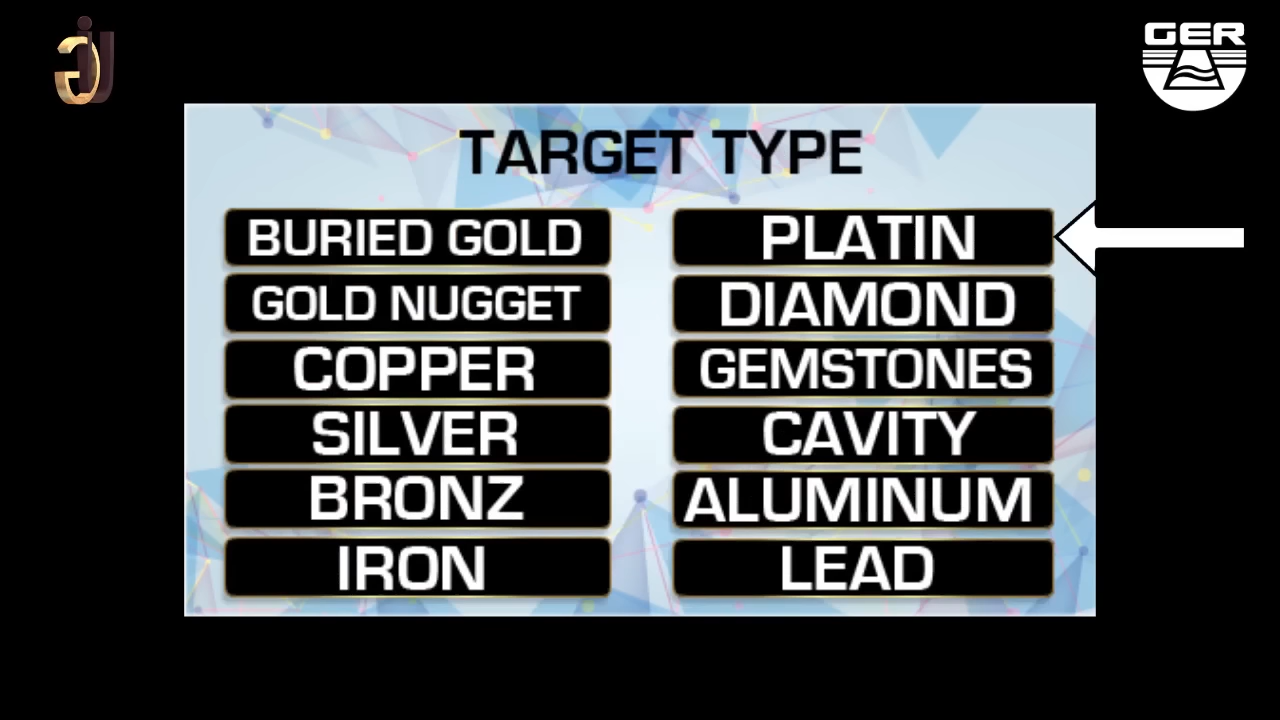 GER
TARGET TYPE
BURIED GOLD
GOLD NUGGET
COPPER
SILVER
BRONZ
IRON
PLATIN
DIAMOND
GEMSTONES
CAVITY
ALUMINUM
LEAD